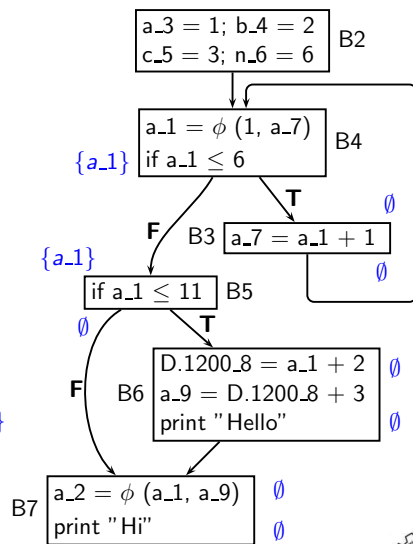 a_3 = 1; b_4 = 2
c_5 = 3; n_6 = 6
B2
a_1 = ϕ (1, a_7)
if a_1 ≤ 6
B4
{a_1}
T
F
∅
B3
a_7 = a_1 + 1
∅
{a_1}
if a_1 ≤ 11
B5
∅
T
F
D.1200_8 = a_1 + 2
a_9 = D.1200_8 + 3
print "Hello"
B6
∅
∅
}
B7
a_2 = ϕ (a_1, a_9)
print "Hi"
∅
∅